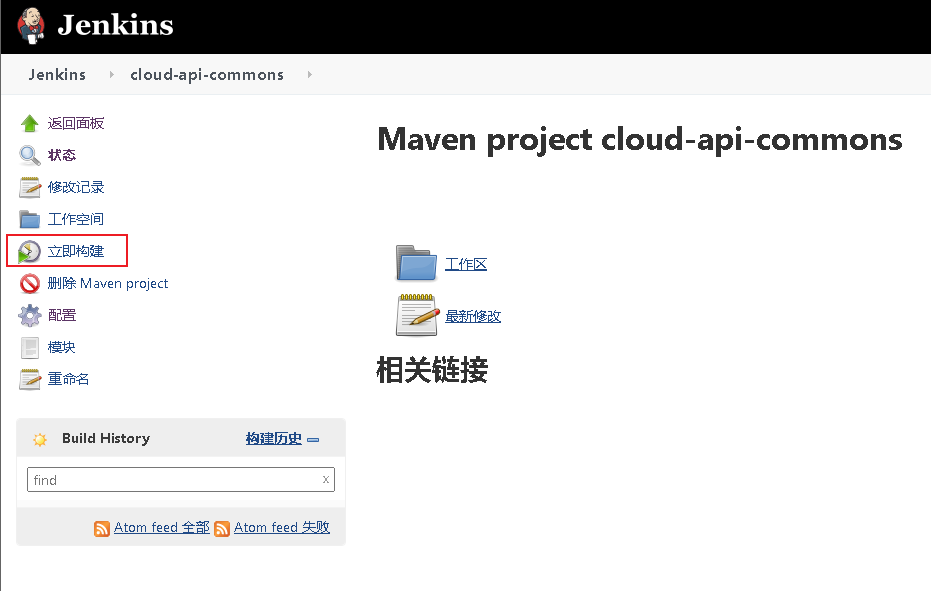 Jenkins
Jenkins cloud-api-commons
返回面板
状态
修改记录
工作空间
立即构建
删除 Maven project
配置
模块
重命名
Build History 构建历史
find x
Atom feed 全部 Atom feed 失败
Maven project cloud-api-commons
工作区
最新修改
相关链接